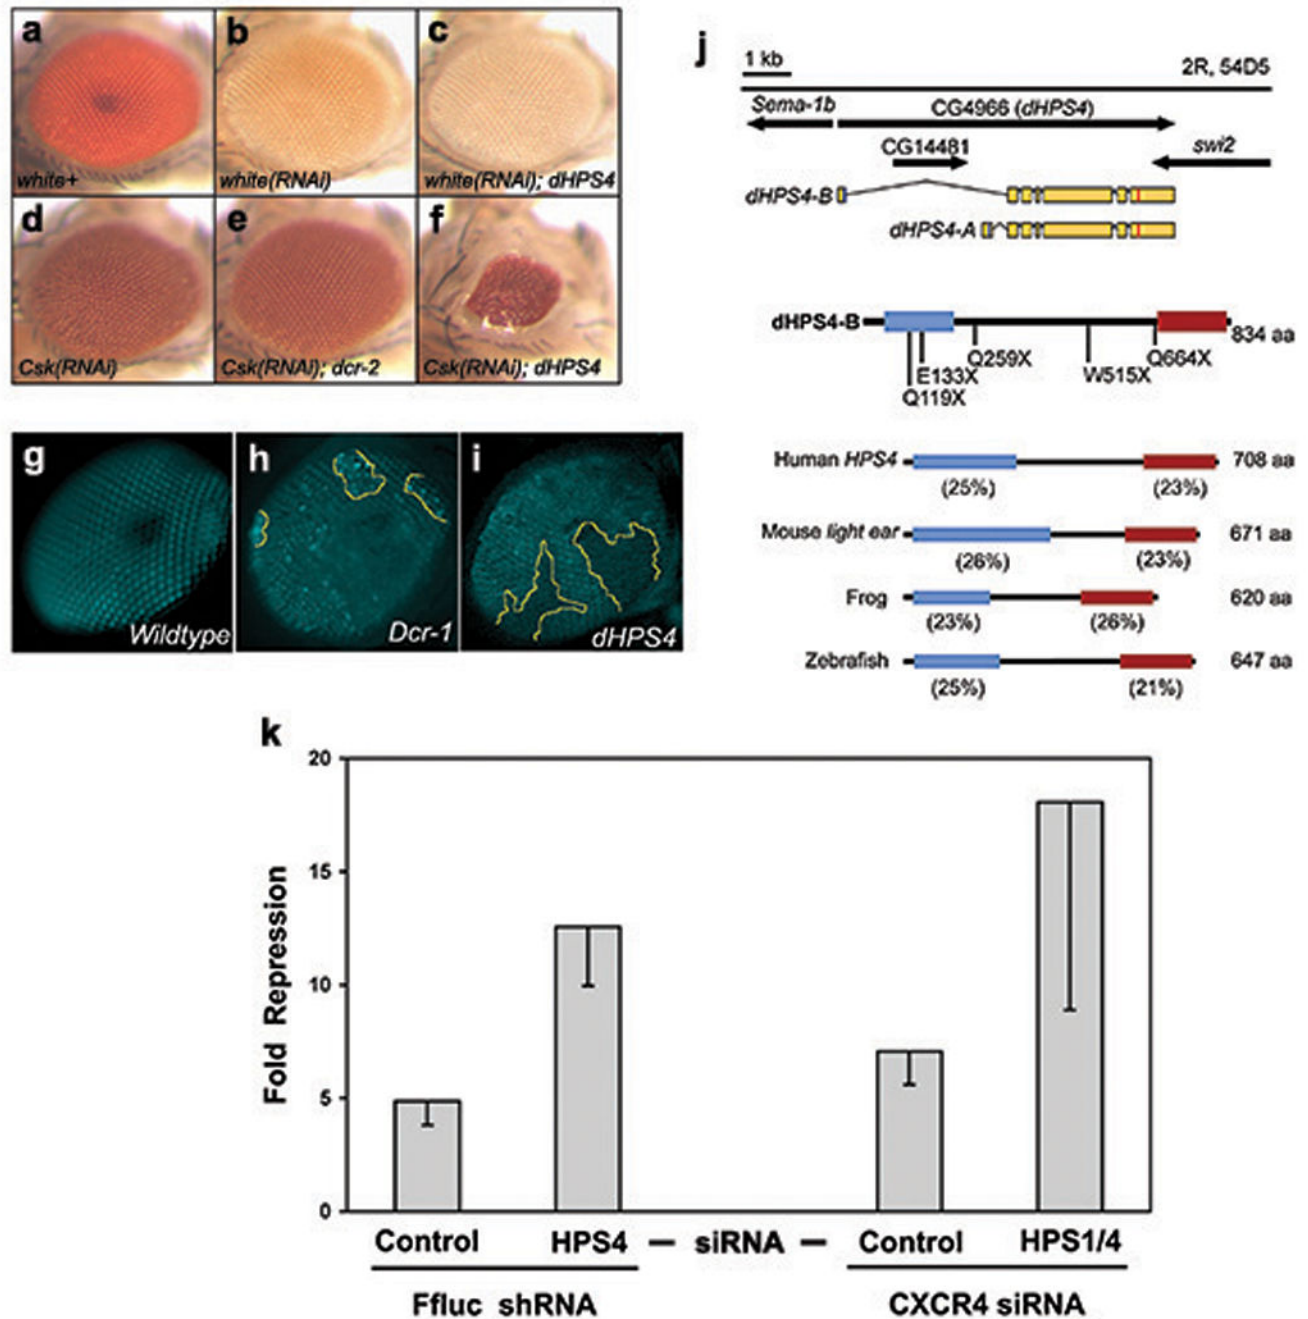 a
b
c
white+
white(RNAi)
white(RNAi); dHPS4
d
e
f
Csk(RNAi)
Csk(RNAi); dcr-2
Csk(RNAi); dHPS4
g
h
i
Wildtype
Dcr-1
dHPS4
j
1 kb
2R, 54D5
Sema-1b
CG4966 (dHPS4)
CG14481
swi2
dHPS4-B
dHPS4-A
dHPS4-B
834 aa
Q259X
Q664X
E133X
W515X
Q119X
Human HPS4
708 aa
(25%)
(23%)
Mouse light ear
671 aa
(26%)
(23%)
Frog
620 aa
(23%)
(26%)
Zebrafish
647 aa
(25%)
(21%)
k
20
15
10
5
0
Fold Repression
Control
HPS4
— siRNA —
Control
HPS1/4
Ffluc shRNA
CXCR4 siRNA